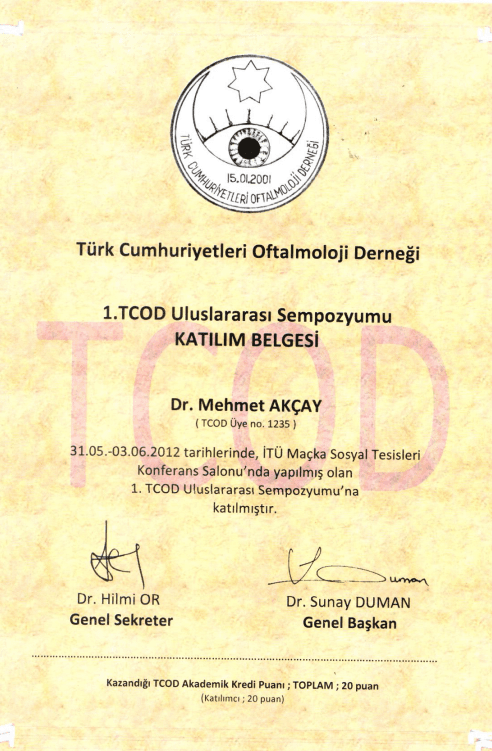 TÜRK CUMHURİYETLERİ OFTALMOLOJİ DERNEĞİ
15.01.2001
Türk Cumhuriyetleri Oftalmoloji Derneği
1.TCOD Uluslararası Sempozyumu
KATILIM BELGESİ
TCOD
Dr. Mehmet AKÇAY
( TCOD Üye no. 1235 )
31.05.-03.06.2012 tarihlerinde, İTÜ Maçka Sosyal Tesisleri
Konferans Salonu'nda yapılmış olan
1. TCOD Uluslararası Sempozyumu'na
katılmıştır.
Duman
Dr. Hilmi OR
Genel Sekreter
Dr. Sunay DUMAN
Genel Başkan
Kazandığı TCOD Akademik Kredi Puanı ; TOPLAM ; 20 puan
(Katılımcı ; 20 puan)